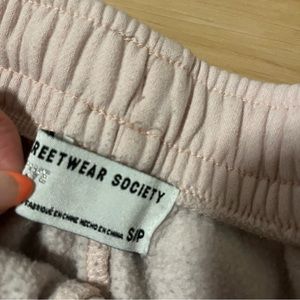 REETWEAR SOCIETY
FABRIQUÉ EN CHINE HECHO EN CHINA
S/P